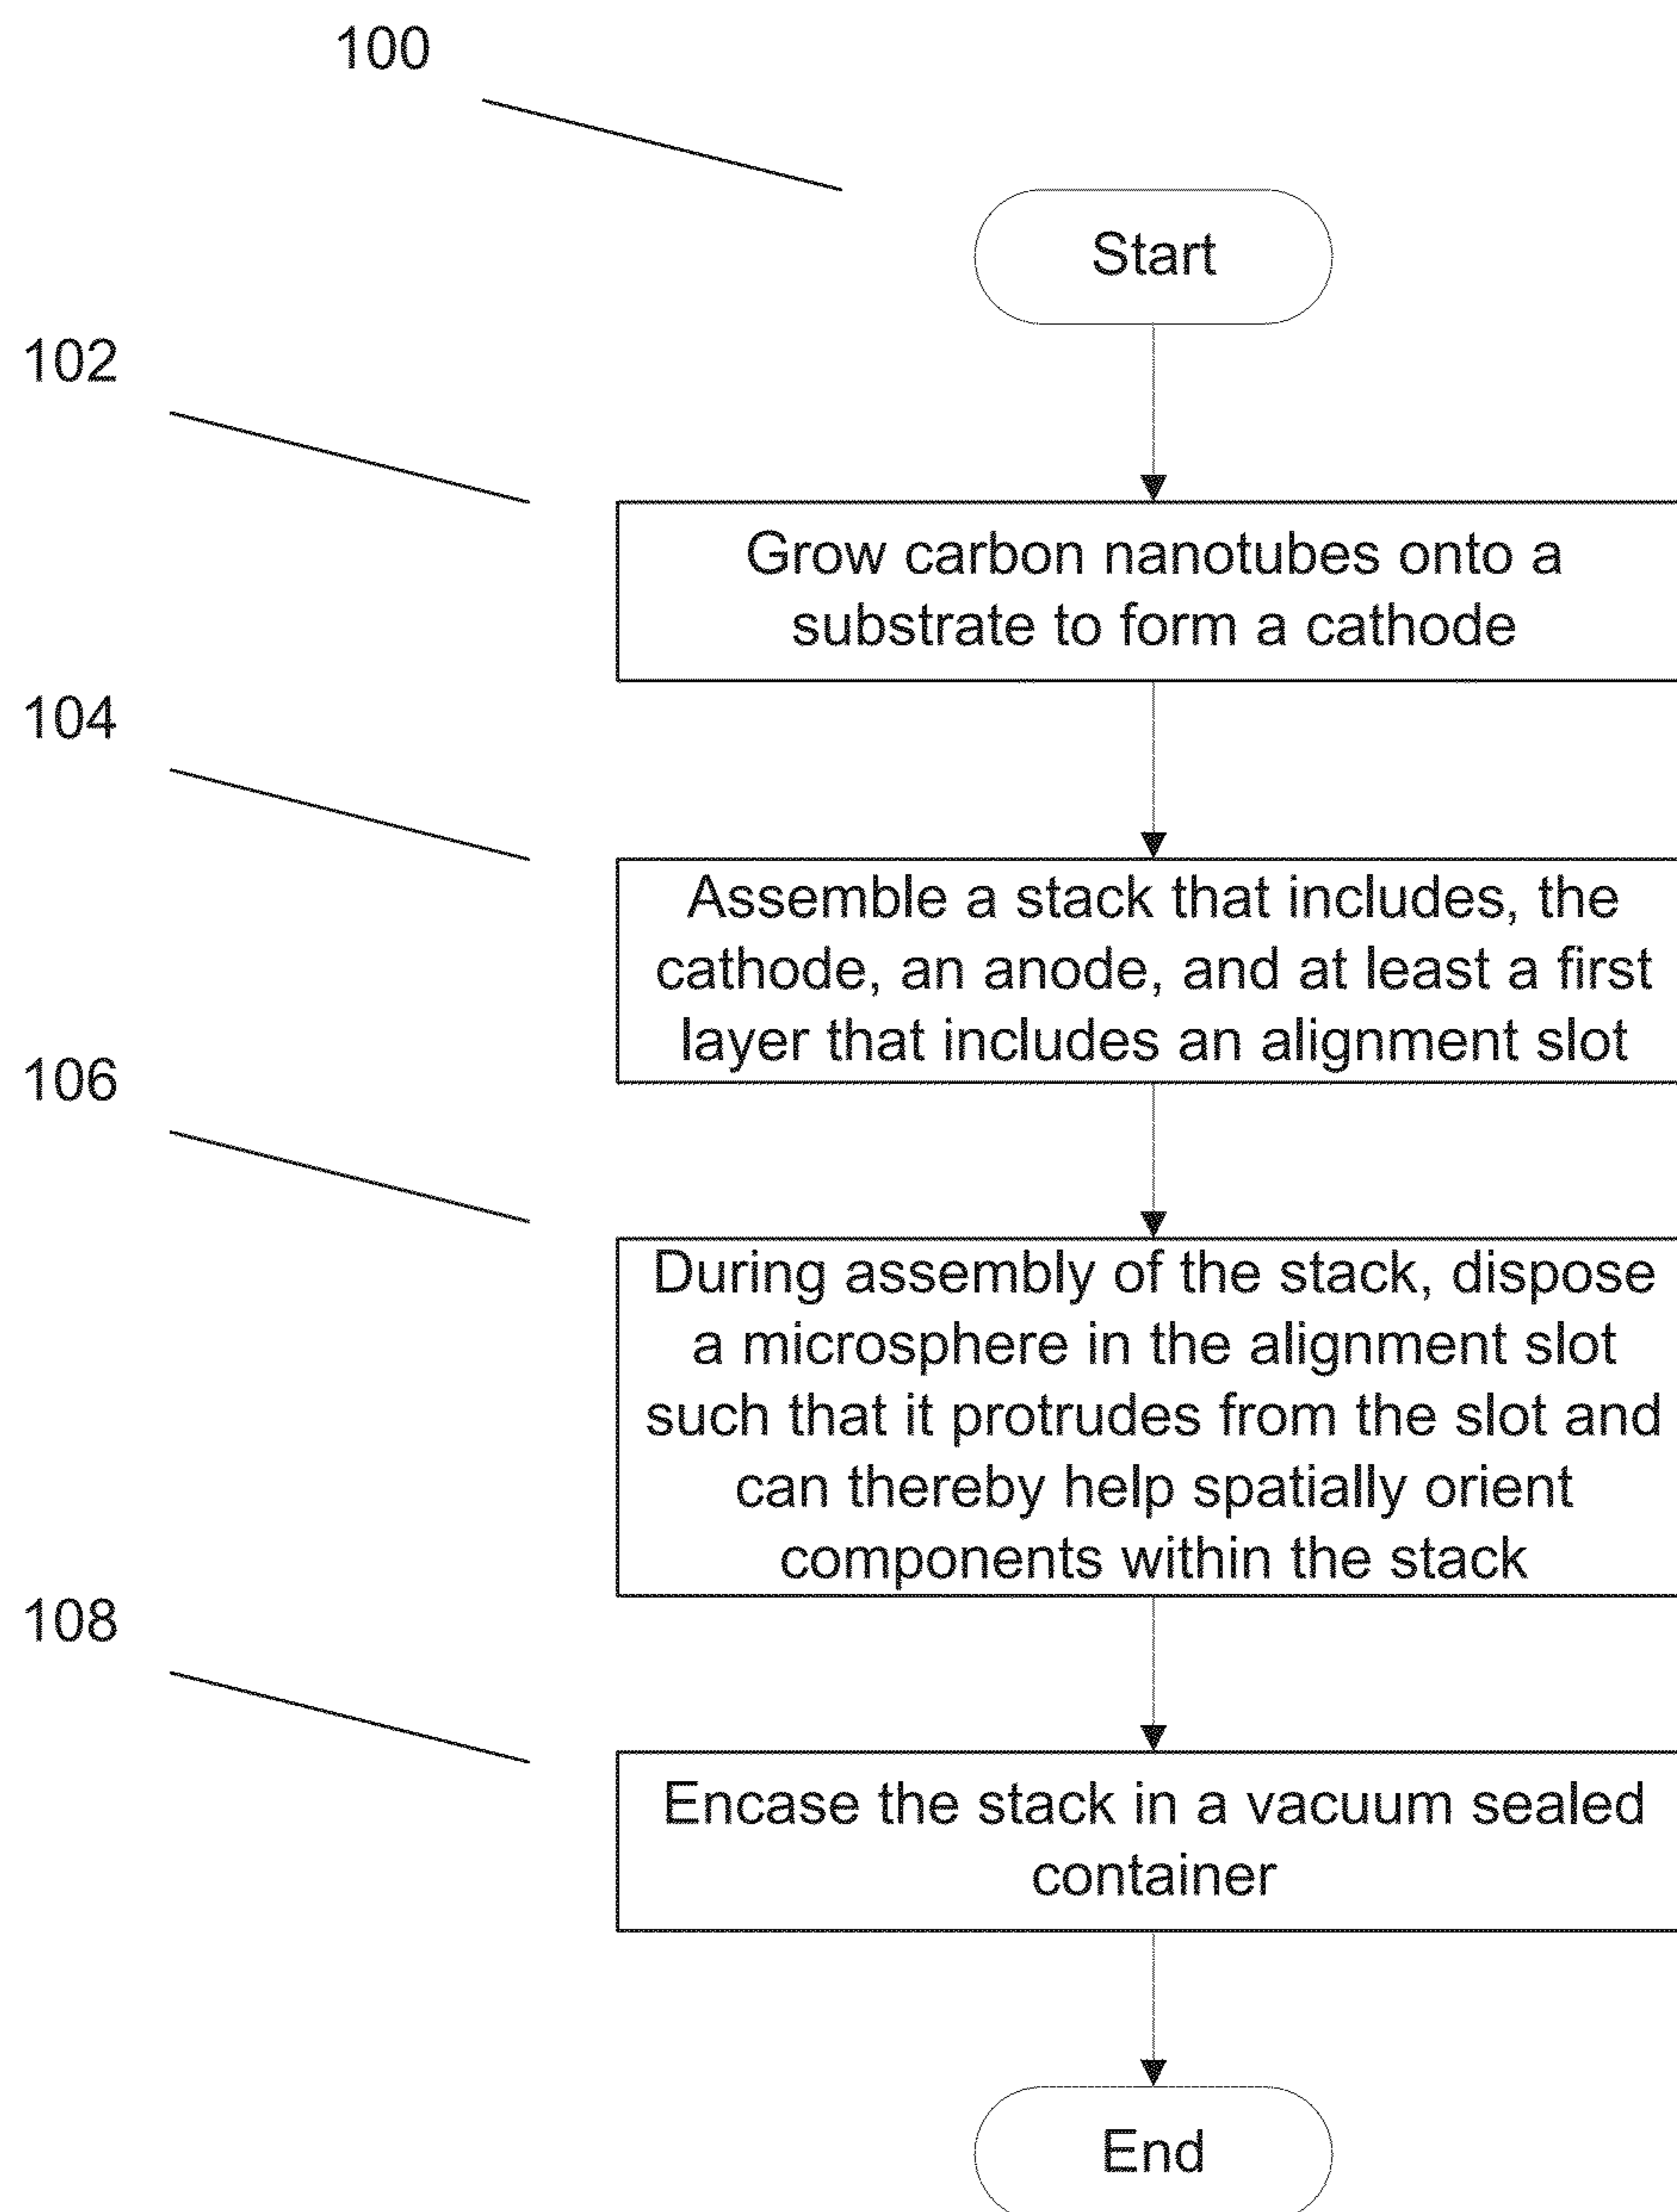 100
Start
102
Grow carbon nanotubes onto a
substrate to form a cathode
104
Assemble a stack that includes, the
cathode, an anode, and at least a first
layer that includes an alignment slot
106
During assembly of the stack, dispose
a microsphere in the alignment slot
such that it protrudes from the slot and
can thereby help spatially orient
components within the stack
108
Encase the stack in a vacuum sealed
container
End